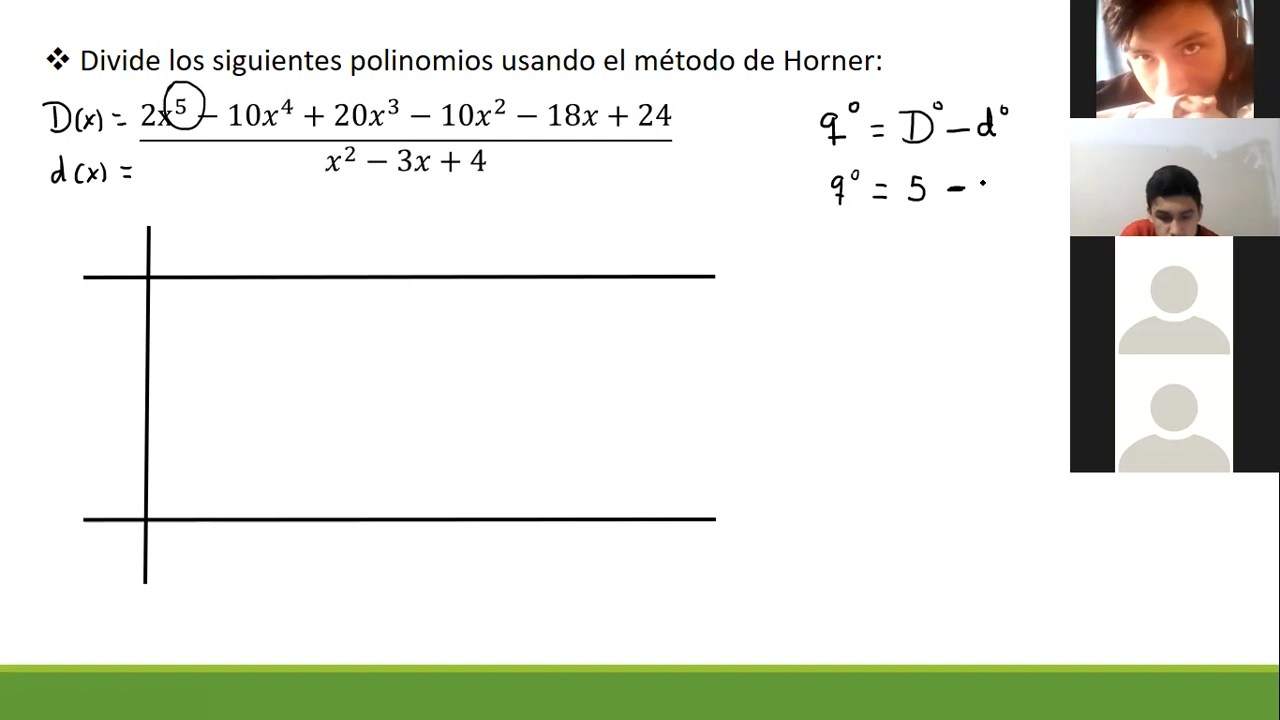 ❖ Divide los siguientes polinomios usando el método de Horner:
D(x) = 2x⁵ − 10x⁴ + 20x³ − 10x² − 18x + 24
d(x) = x² − 3x + 4
q° = D° − d°
q° = 5 −